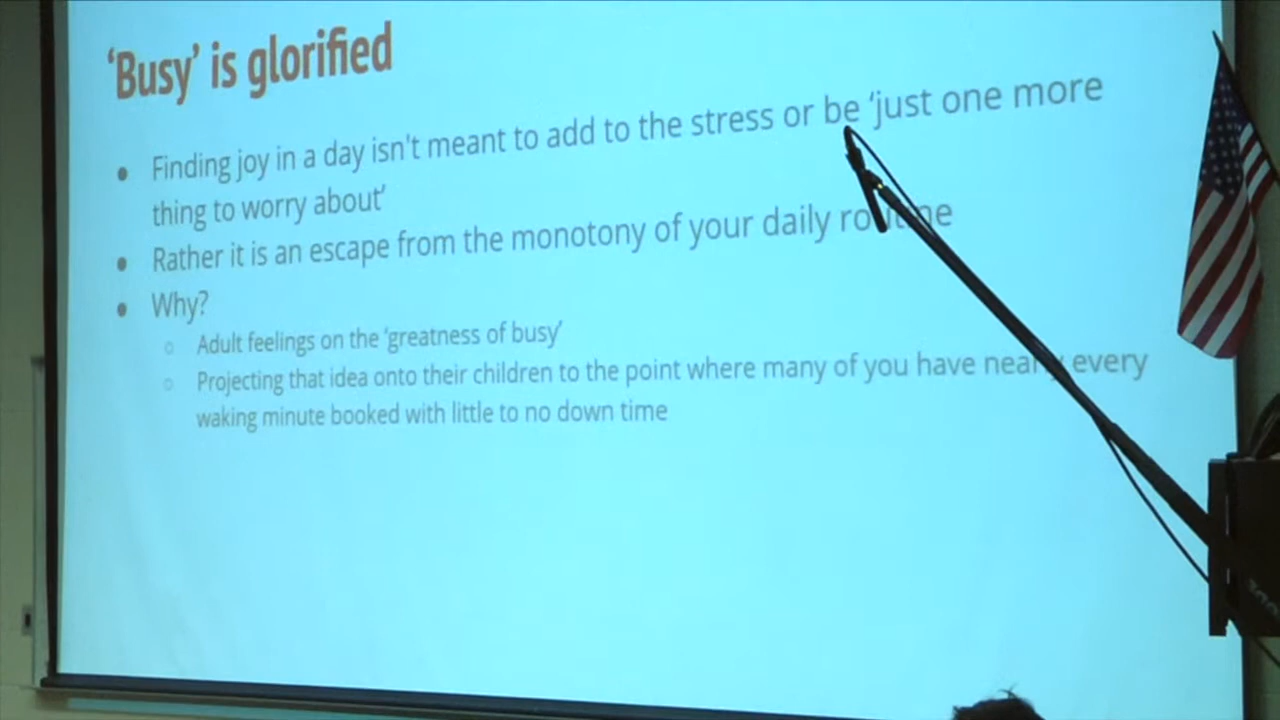 ‘Busy’ is glorified
● Finding joy in a day isn't meant to add to the stress or be ‘just one more
thing to worry about’
● Rather it is an escape from the monotony of your daily routine
● Why?
○ Adult feelings on the ‘greatness of busy’
○ Projecting that idea onto their children to the point where many of you have nearly every
waking minute booked with little to no down time